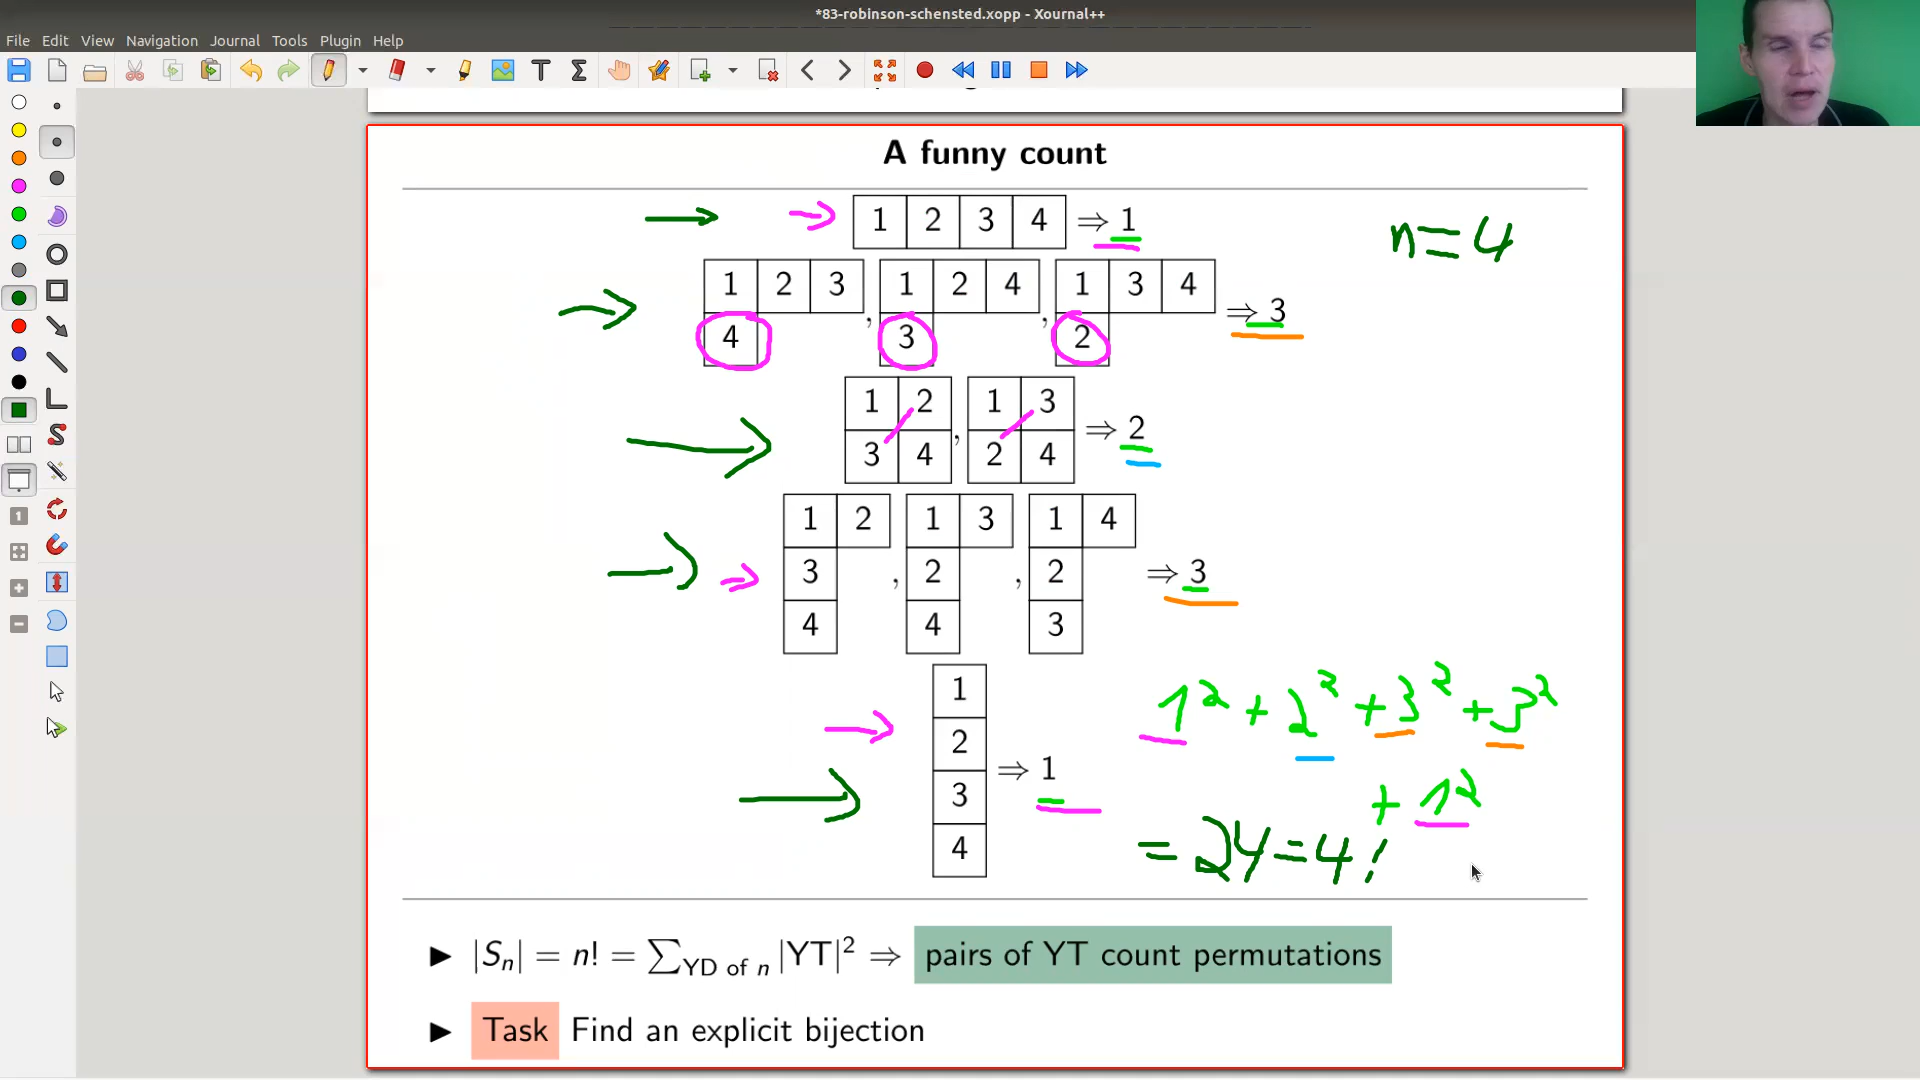 *83-robinson-schensted.xopp - Xournal++
File Edit View Navigation Journal Tools Plugin Help
A funny count
1 2 3 4 ⇒ 1
n = 4
1 2 3 , 1 2 4 , 1 3 4 ⇒ 3
4 3 2
1 2 , 1 3 ⇒ 2
3 4 2 4
1 2 1 3 1 4
3 , 2 , 2 ⇒ 3
4 4 3
1
2
3 ⇒ 1
4
1² + 2² + 3² + 3²
+ 1²
= 24 = 4!
► |Sₙ| = n! = ∑_YD of n |YT|² ⇒ pairs of YT count permutations
► Task Find an explicit bijection